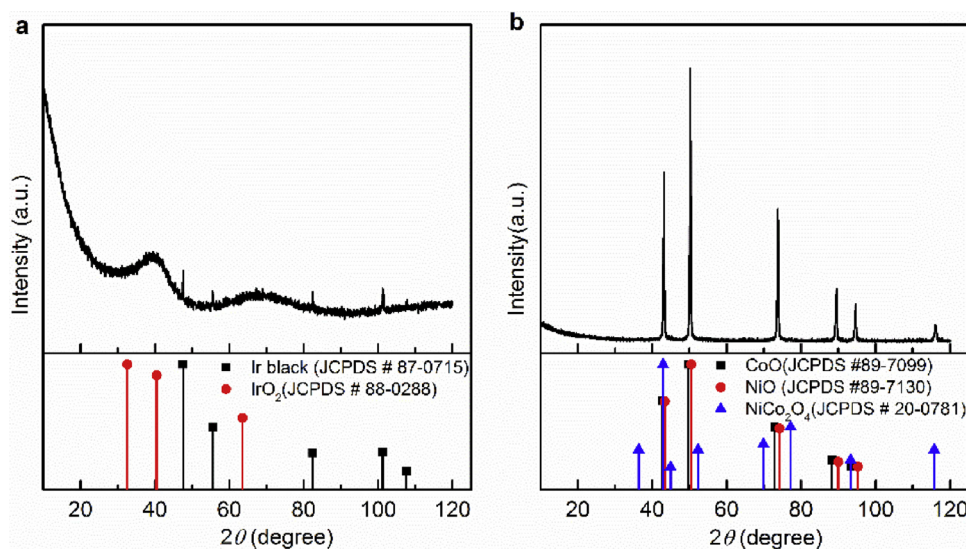 a
Intensity (a.u.)
Ir black (JCPDS # 87-0715)
IrO₂(JCPDS # 88-0288)
20 40 60 80 100 120
2θ (degree)
b
Intensity(a.u.)
CoO(JCPDS #89-7099)
NiO (JCPDS #89-7130)
NiCo₂O₄(JCPDS # 20-0781)
20 40 60 80 100 120
2θ (degree)